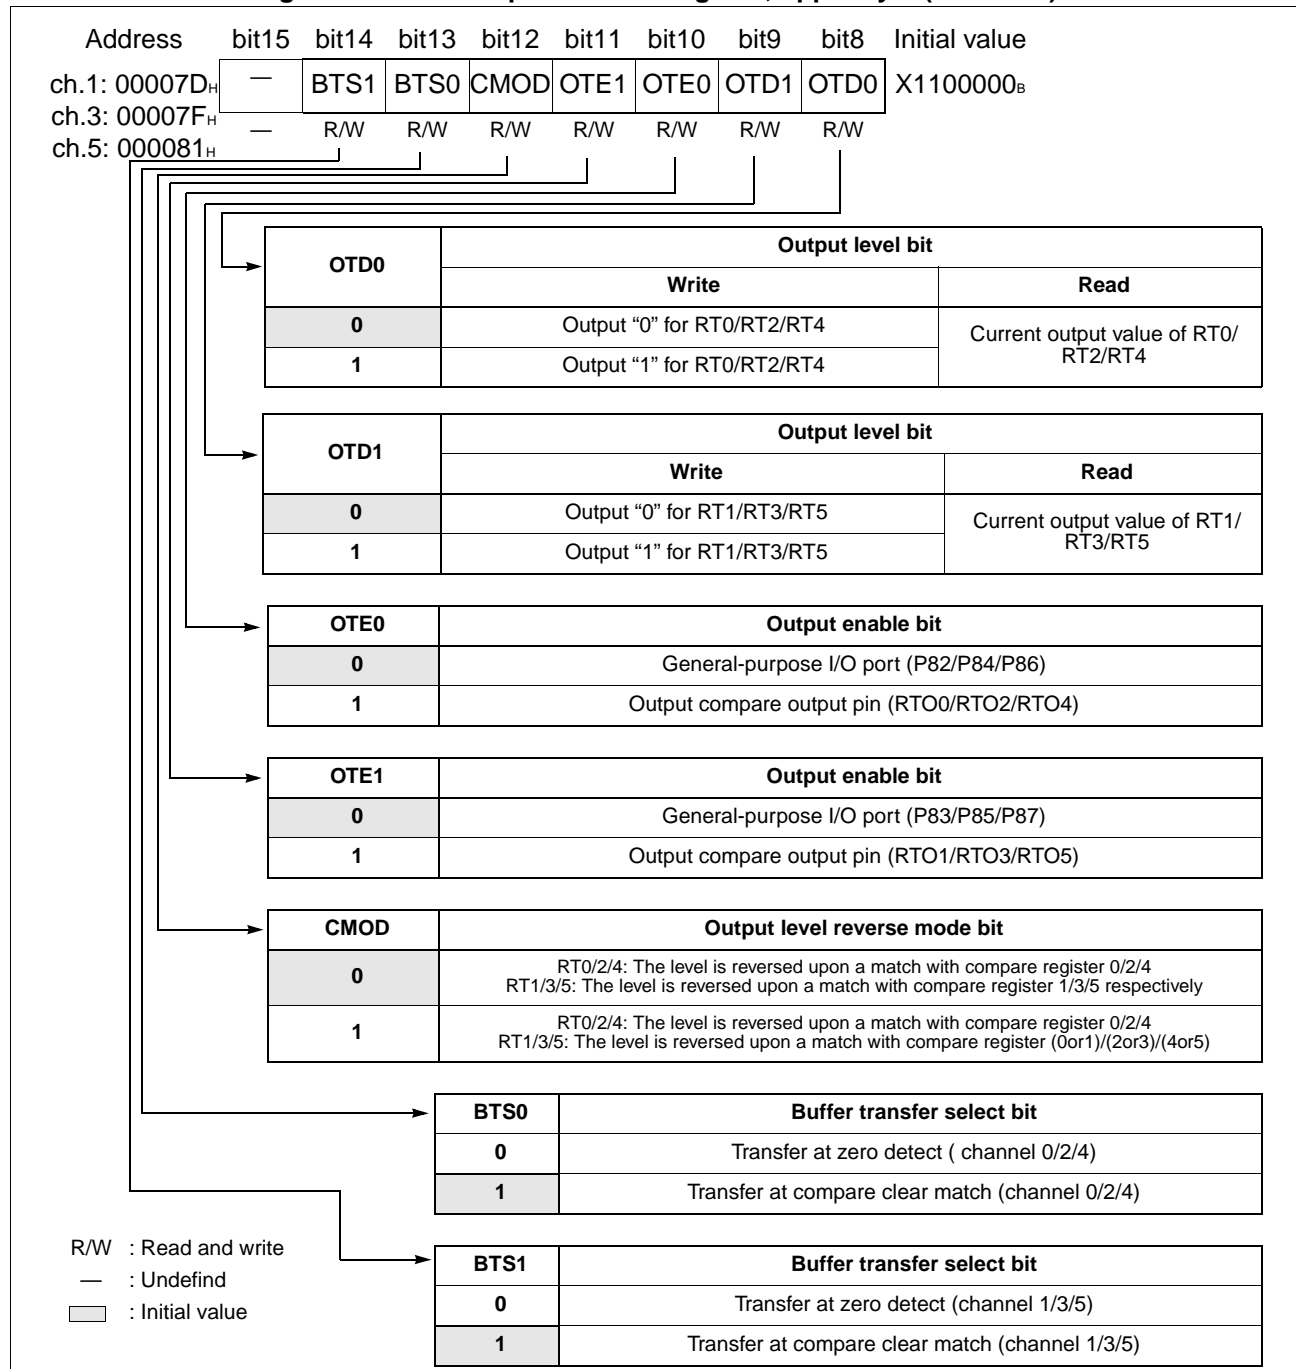 Address bit15 bit14 bit13 bit12 bit11 bit10 bit9 bit8 Initial value
ch.1: 00007DH — BTS1 BTS0 CMOD OTE1 OTE0 OTD1 OTD0 X1100000B
ch.3: 00007FH — R/W R/W R/W R/W R/W R/W R/W
ch.5: 000081H
OTD0 Output level bit
Write Read
0 Output “0” for RT0/RT2/RT4 Current output value of RT0/
RT2/RT4
1 Output “1” for RT0/RT2/RT4
OTD1 Output level bit
Write Read
0 Output “0” for RT1/RT3/RT5 Current output value of RT1/
RT3/RT5
1 Output “1” for RT1/RT3/RT5
OTE0 Output enable bit
0 General-purpose I/O port (P82/P84/P86)
1 Output compare output pin (RTO0/RTO2/RTO4)
OTE1 Output enable bit
0 General-purpose I/O port (P83/P85/P87)
1 Output compare output pin (RTO1/RTO3/RTO5)
CMOD Output level reverse mode bit
0 RT0/2/4: The level is reversed upon a match with compare register 0/2/4
RT1/3/5: The level is reversed upon a match with compare register 1/3/5 respectively
1 RT0/2/4: The level is reversed upon a match with compare register 0/2/4
RT1/3/5: The level is reversed upon a match with compare register (0or1)/(2or3)/(4or5)
BTS0 Buffer transfer select bit
0 Transfer at zero detect ( channel 0/2/4)
1 Transfer at compare clear match (channel 0/2/4)
BTS1 Buffer transfer select bit
0 Transfer at zero detect (channel 1/3/5)
1 Transfer at compare clear match (channel 1/3/5)
R/W : Read and write
— : Undefind
: Initial value